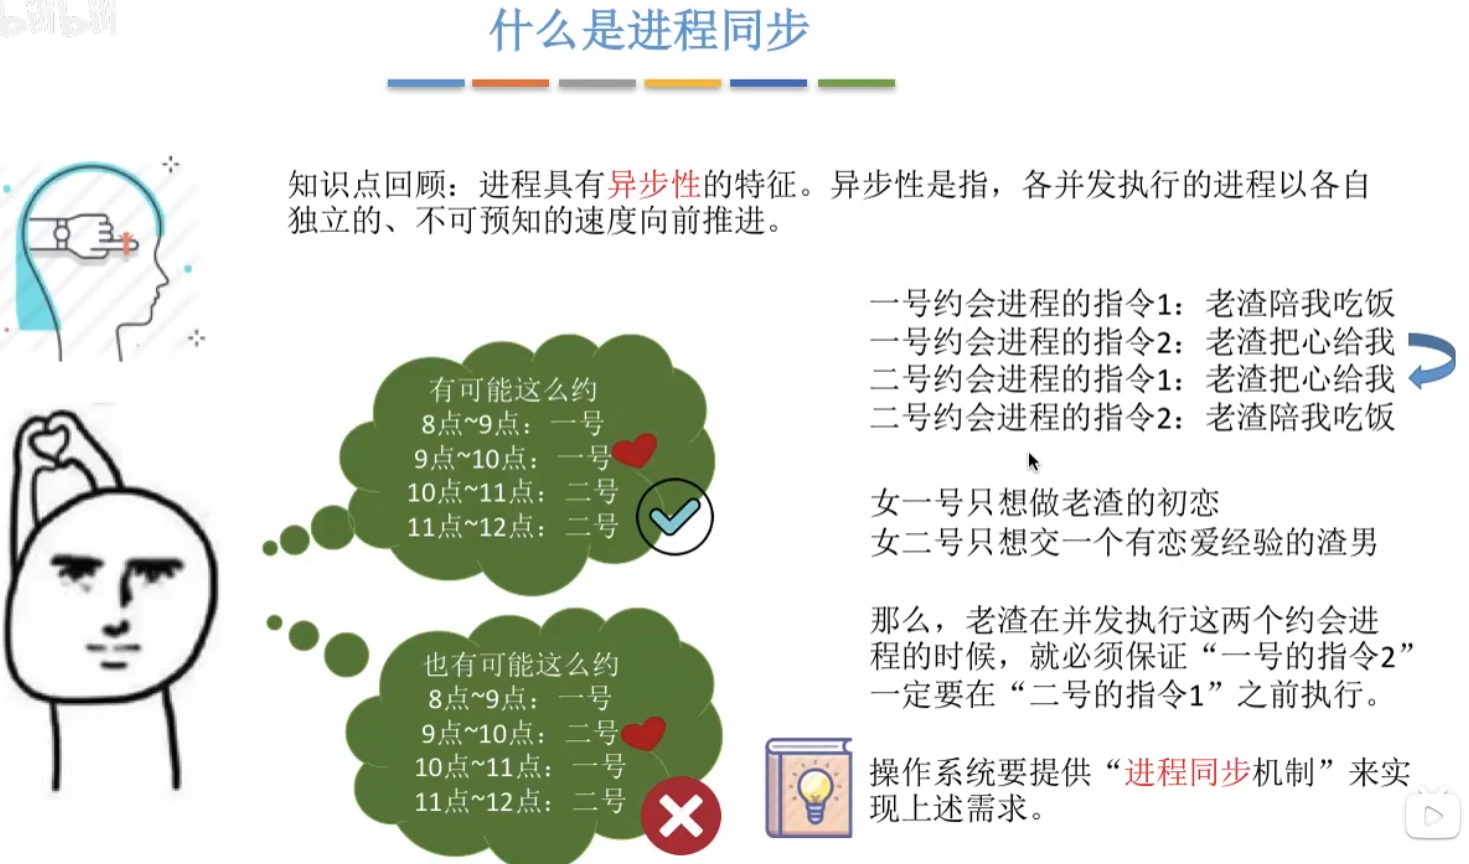 bilibili
什么是进程同步
知识点回顾：进程具有异步性的特征。异步性是指，各并发执行的进程以各自
独立的、不可预知的速度向前推进。
有可能这么约
8点~9点：一号
9点~10点：一号
10点~11点：二号
11点~12点：二号
也有可能这么约
8点~9点：一号
9点~10点：二号
10点~11点：一号
11点~12点：二号
一号约会进程的指令1：老渣陪我吃饭
一号约会进程的指令2：老渣把心给我
二号约会进程的指令1：老渣把心给我
二号约会进程的指令2：老渣陪我吃饭
女一号只想做老渣的初恋
女二号只想交一个有恋爱经验的渣男
那么，老渣在并发执行这两个约会进
程的时候，就必须保证“一号的指令2”
一定要在“二号的指令1”之前执行。
操作系统要提供“进程同步机制”来实
现上述需求。